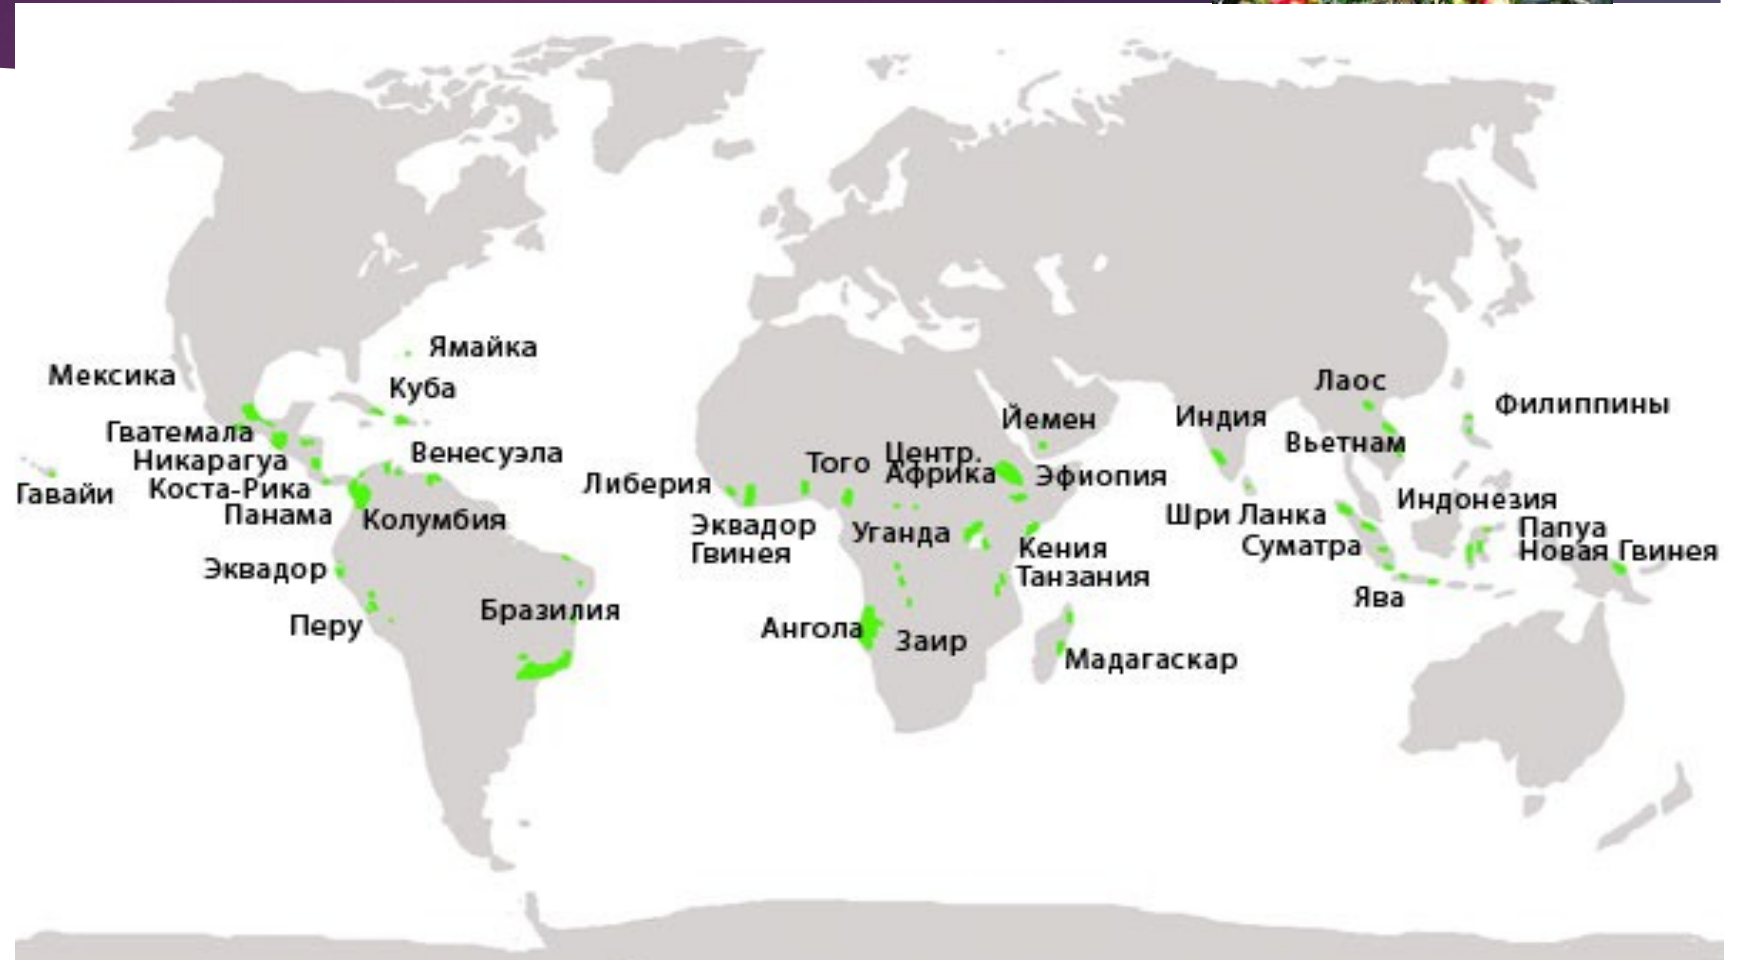 Ямайка
Мексика
Куба
Гватемала
Никарагуа
Венесуэла
Гавайи
Коста-Рика
Панама
Колумбия
Эквадор
Перу
Бразилия
Либерия
Того
Центр.
Африка
Йемен
Эфиопия
Эквадор
Гвинея
Уганда
Кения
Танзания
Ангола
Заир
Мадагаскар
Индия
Лаос
Вьетнам
Филиппины
Шри Ланка
Суматра
Индонезия
Папуа
Новая Гвинея
Ява